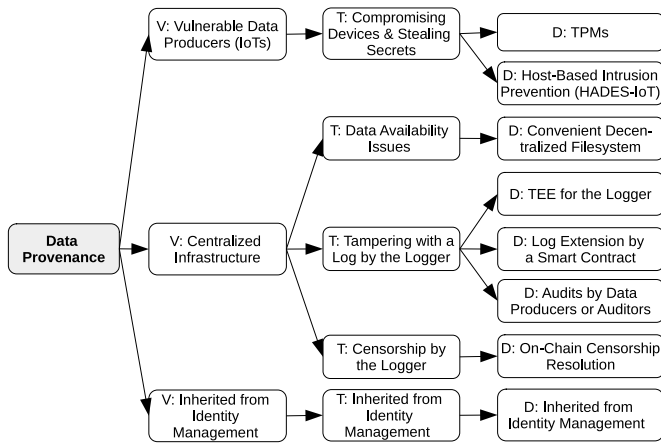 Data
Provenance
V: Vulnerable Data
Producers (IoTs)
T: Compromising
Devices & Stealing
Secrets
D: TPMs
D: Host-Based Intrusion
Prevention (HADES-IoT)
V: Centralized
Infrastructure
T: Data Availability
Issues
D: Convenient Decen-
tralized Filesystem
T: Tampering with a
Log by the Logger
D: TEE for the Logger
D: Log Extension by
a Smart Contract
D: Audits by Data
Producers or Auditors
T: Censorship by
the Logger
D: On-Chain Censorship
Resolution
V: Inherited from
Identity
Management
T: Inherited from
Identity
Management
D: Inherited from
Identity Management